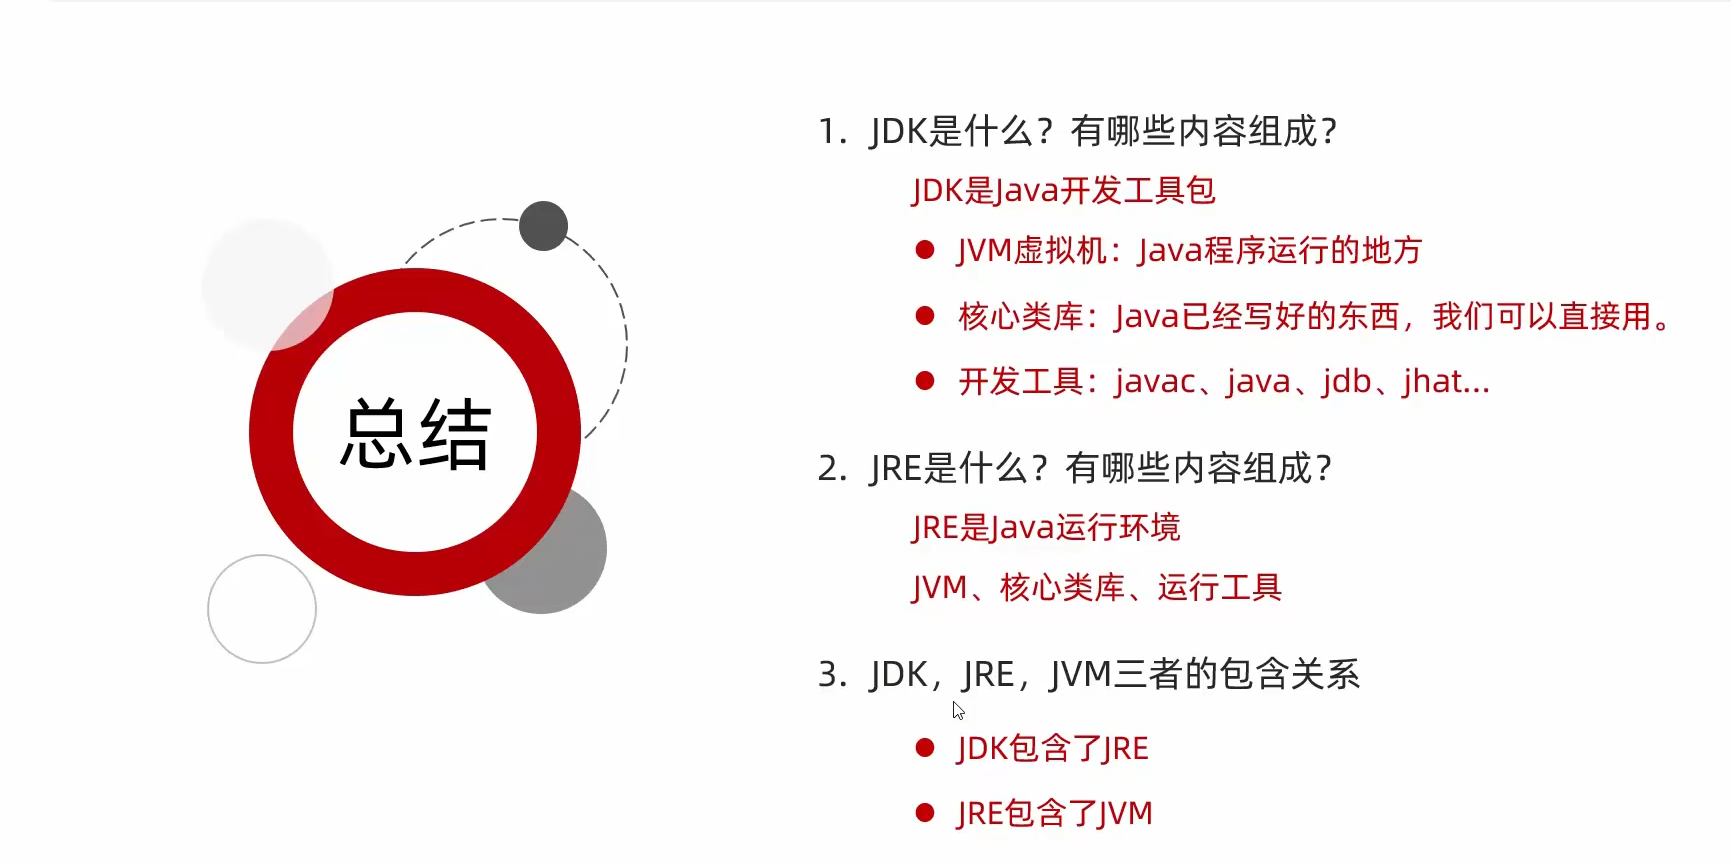 总结
1. JDK是什么？有哪些内容组成？
JDK是Java开发工具包
● JVM虚拟机：Java程序运行的地方
● 核心类库：Java已经写好的东西，我们可以直接用。
● 开发工具：javac、java、jdb、jhat...
2. JRE是什么？有哪些内容组成？
JRE是Java运行环境
JVM、核心类库、运行工具
3. JDK，JRE，JVM三者的包含关系
● JDK包含了JRE
● JRE包含了JVM